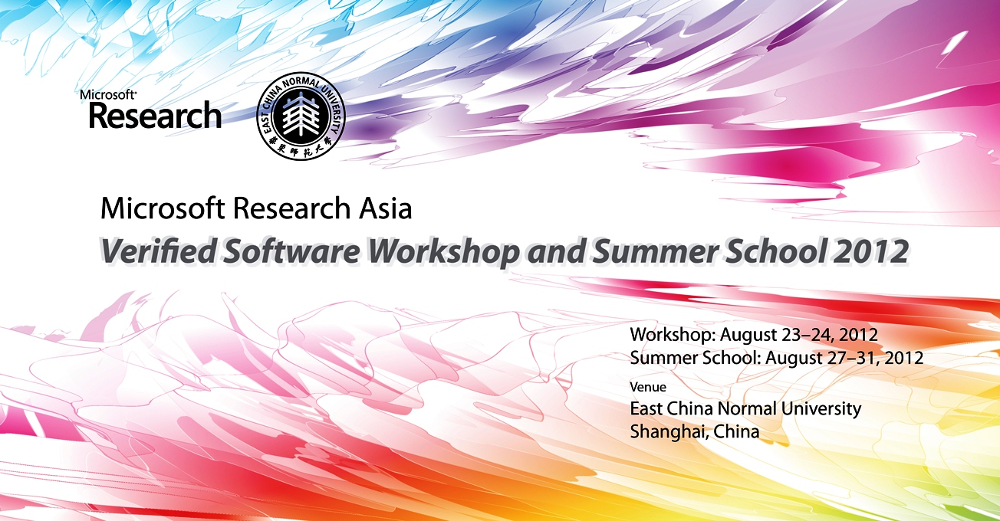 Microsoft®
Research
EAST CHINA NORMAL UNIVERSITY
華東師范大學
Microsoft Research Asia
Verified Software Workshop and Summer School 2012
Workshop: August 23–24, 2012
Summer School: August 27–31, 2012
Venue
East China Normal University
Shanghai, China